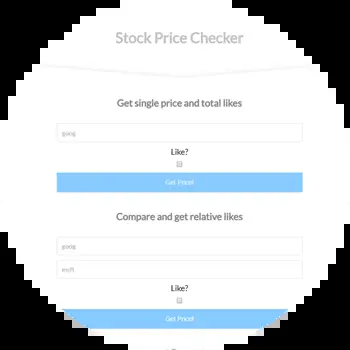 Stock Price Checker
Get single price and total likes
goog
Like?
Get Price!
Compare and get relative likes
goog
msft
Like?
Get Price!